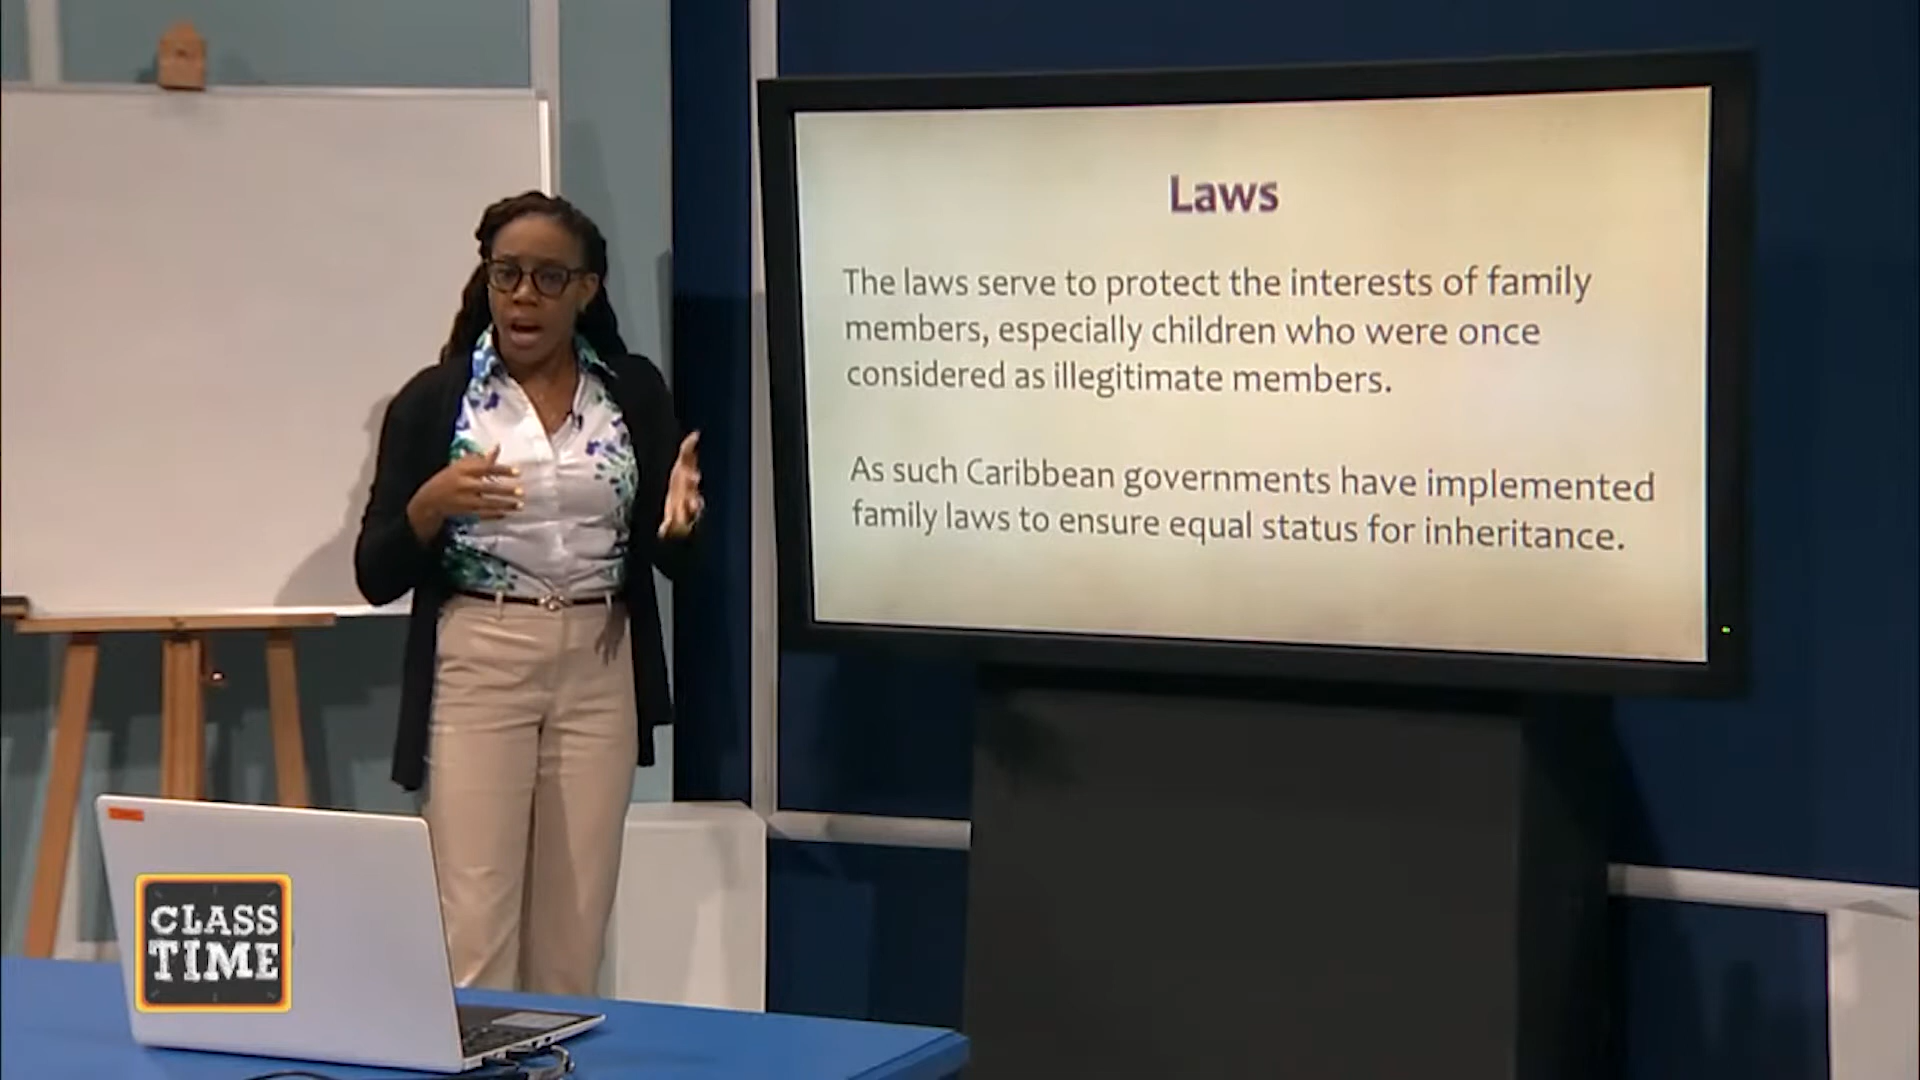 Laws
The laws serve to protect the interests of family
members, especially children who were once
considered as illegitimate members.
As such Caribbean governments have implemented
family laws to ensure equal status for inheritance.
CLASS
TIME